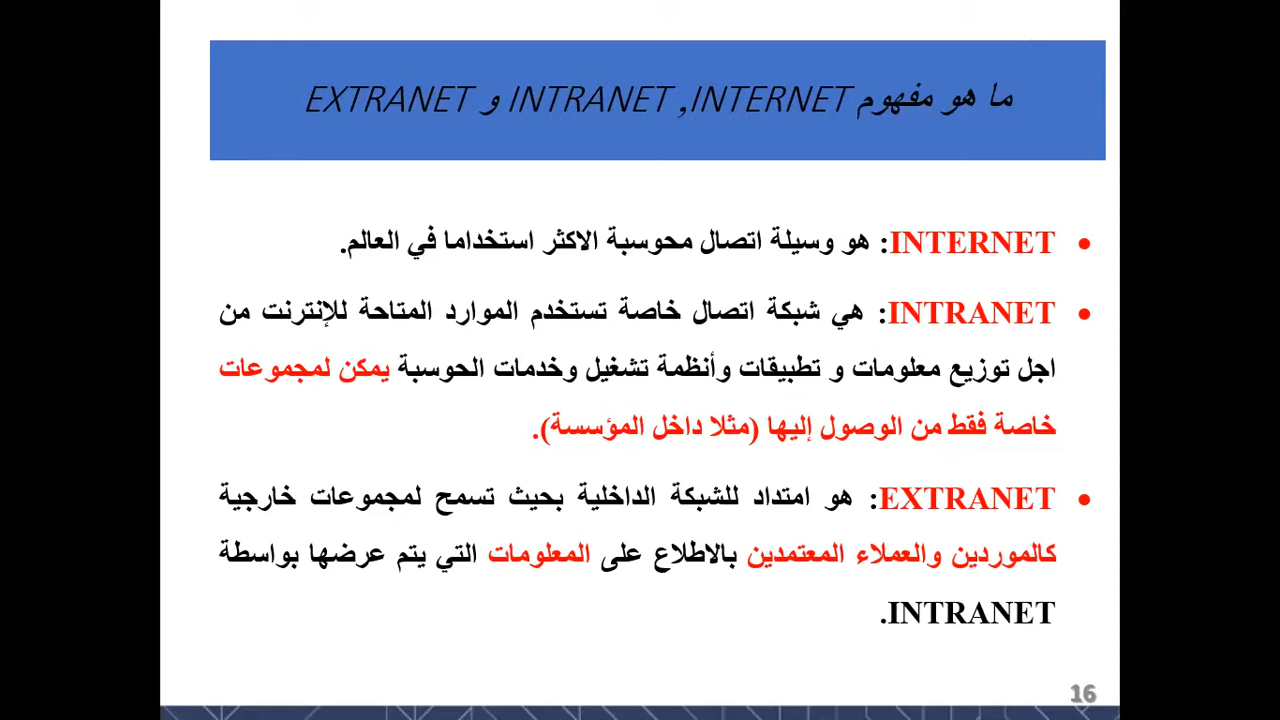 ما هو مفهوم INTRANET ,INTERNET و EXTRANET
• INTERNET: هو وسيلة اتصال محوسبة الاكثر استخداما في العالم.
• INTRANET: هي شبكة اتصال خاصة تستخدم الموارد المتاحة للإنترنت من
اجل توزيع معلومات و تطبيقات وأنظمة تشغيل وخدمات الحوسبة يمكن لمجموعات
خاصة فقط من الوصول إليها (مثلا داخل المؤسسة).
• EXTRANET: هو امتداد للشبكة الداخلية بحيث تسمح لمجموعات خارجية
كالموردين والعملاء المعتمدين بالاطلاع على المعلومات التي يتم عرضها بواسطة
INTRANET.
16